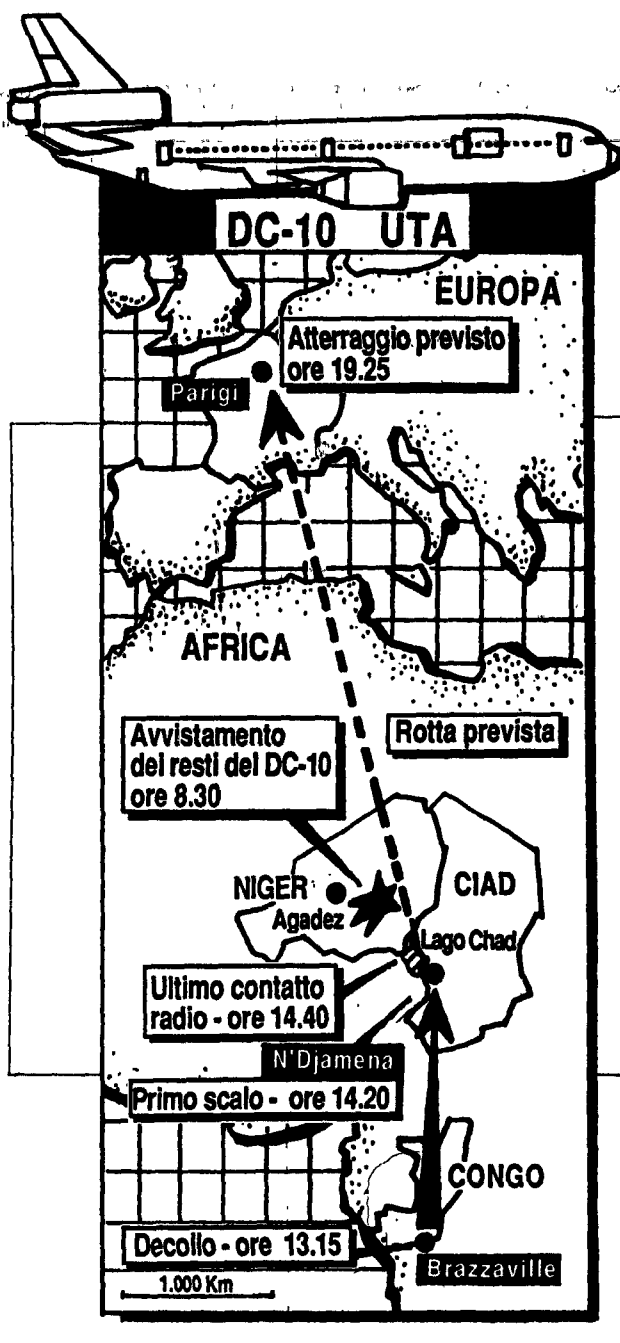 DC-10 UTA
EUROPA
Atterraggio previsto
ore 19.25
Parigi
AFRICA
Rotta prevista
Avvistamento
dei resti del DC-10
ore 8.30
NIGER
Agadez
CIAD
Lago Chad
Ultimo contatto
radio - ore 14.40
N'Djamena
Primo scalo - ore 14.20
CONGO
Decollo - ore 13.15
Brazzaville
1.000 Km